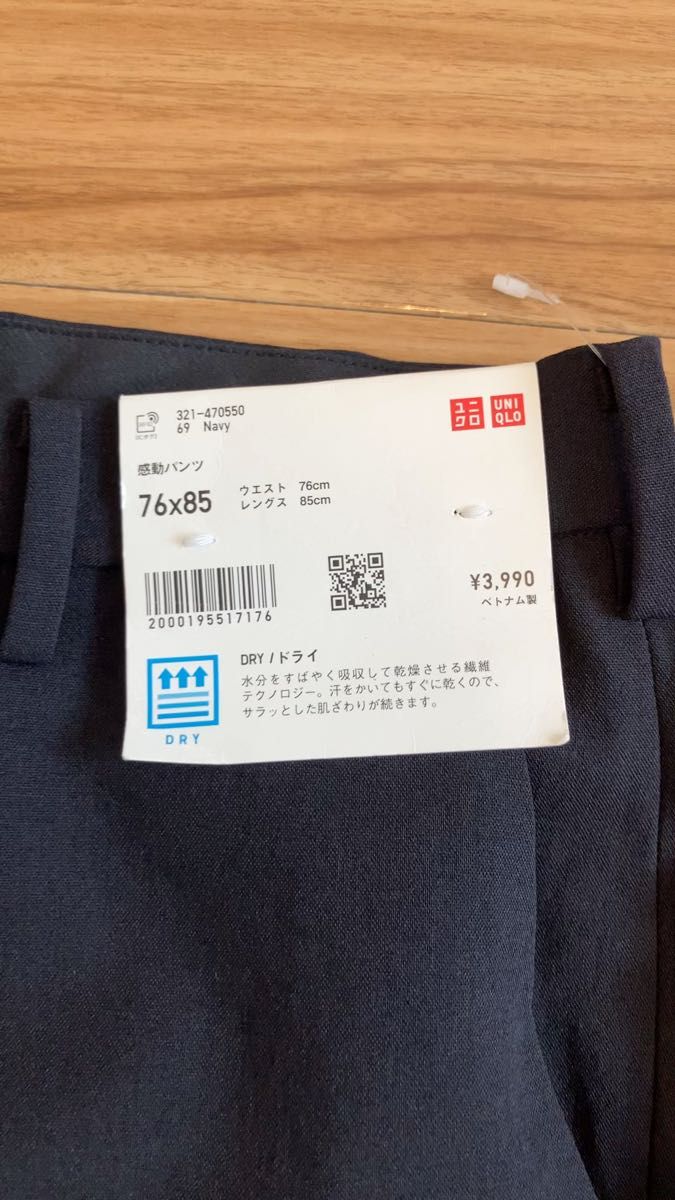 321-470550
69 Navy
ユニクロ
UNIQLO
感動パンツ
76x85
ウエスト 76cm
レングス 85cm
2000195517176
¥3,990
ベトナム製
DRY / ドライ
水分をすばやく吸収して乾燥させる繊維
テクノロジー。汗をかいてもすぐに乾くので、
サラッとした肌ざわりが続きます。
DRY